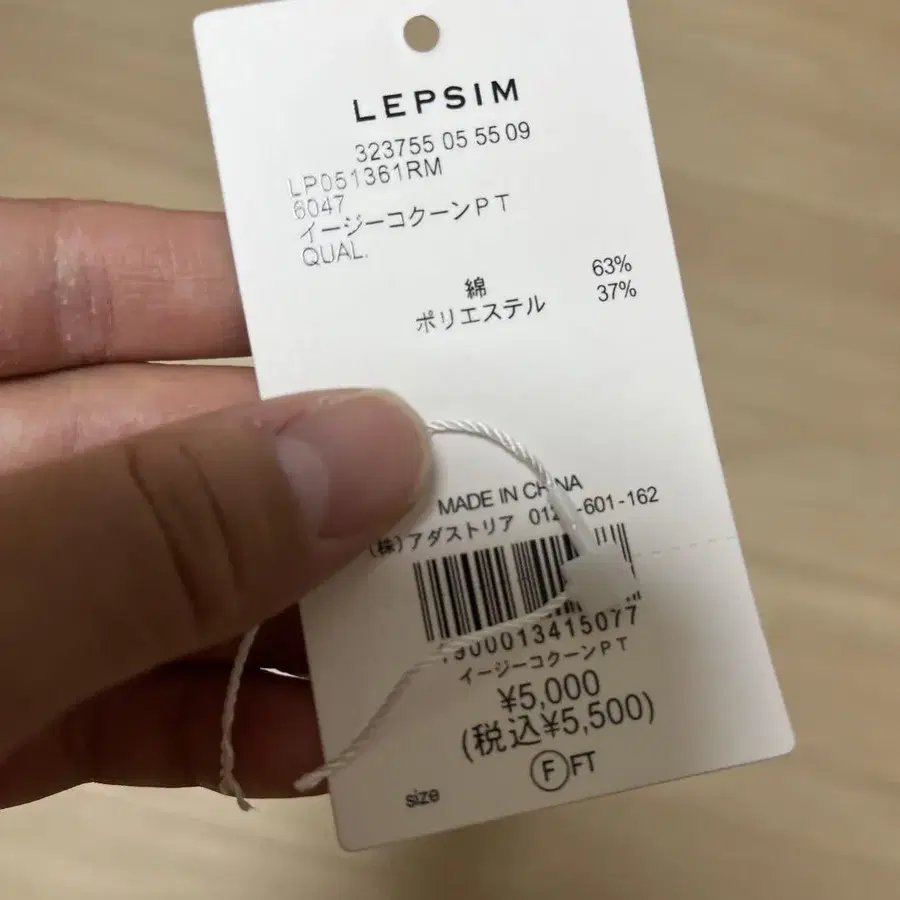 LEPSIM
323755 05 55 09
LP051361RM
6047
イージーコクーンPT
QUAL.
綿 63%
ポリエステル 37%
MADE IN CHINA
(株)アダストリア -601-162
900013415077
イージーコクーンPT
¥5,000
(税込¥5,500)
size F FT